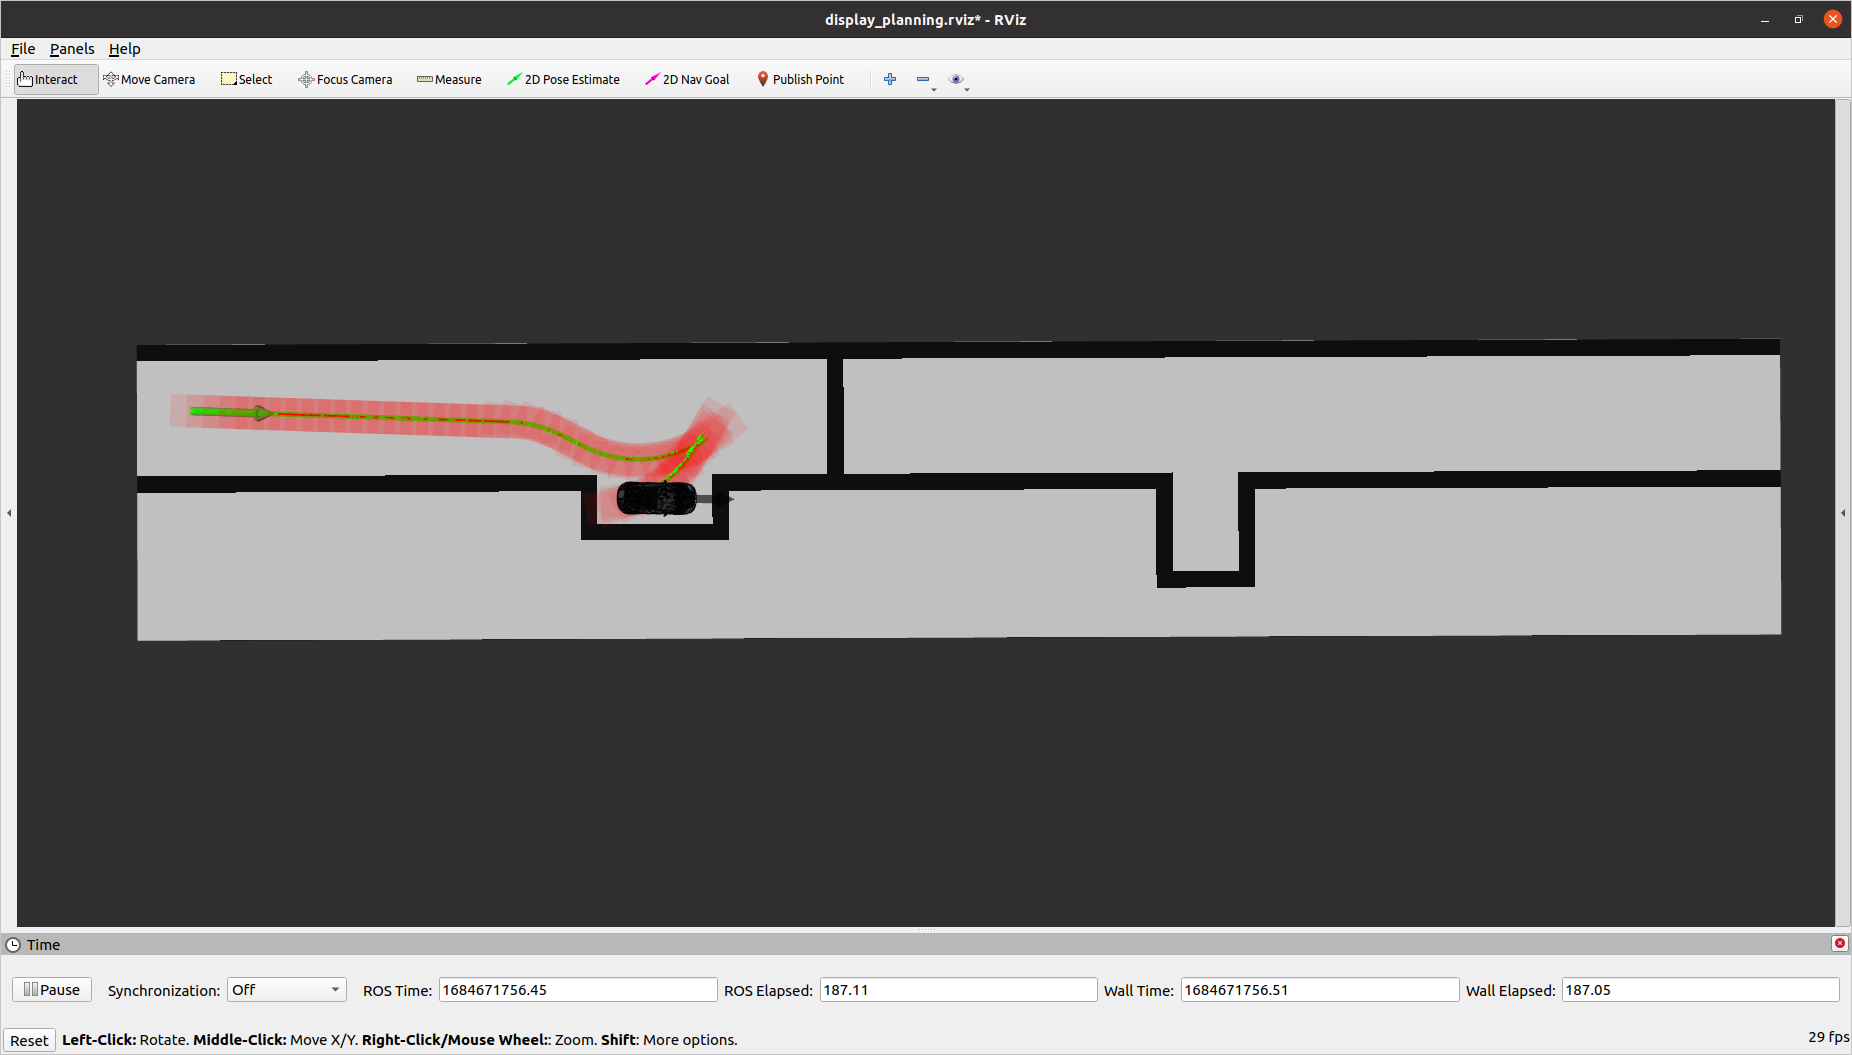 display_planning.rviz* - RViz
File Panels Help
Interact Move Camera Select Focus Camera Measure 2D Pose Estimate 2D Nav Goal Publish Point
Time
Pause Synchronization: Off ROS Time: 1684671756.45 ROS Elapsed: 187.11 Wall Time: 1684671756.51 Wall Elapsed: 187.05
Reset Left-Click: Rotate. Middle-Click: Move X/Y. Right-Click/Mouse Wheel:: Zoom. Shift: More options. 29 fps